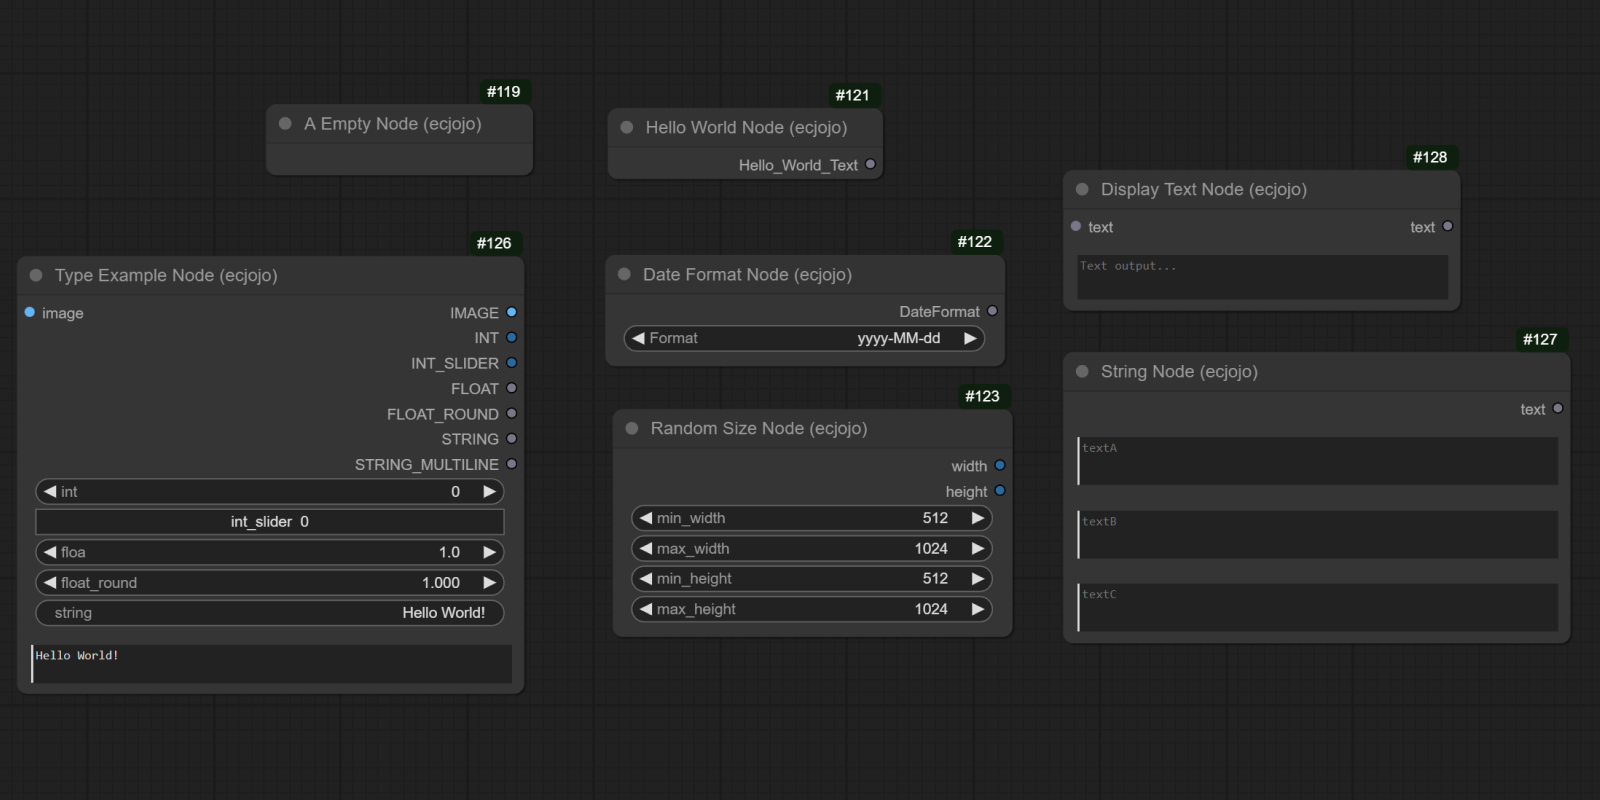 #119
A Empty Node (ecjojo)
#121
Hello World Node (ecjojo)
Hello_World_Text
#128
Display Text Node (ecjojo)
text text
Text output...
#126
Type Example Node (ecjojo)
image IMAGE
INT
INT_SLIDER
FLOAT
FLOAT_ROUND
STRING
STRING_MULTILINE
int 0
int_slider 0
floa 1.0
float_round 1.000
string Hello World!
Hello World!
#122
Date Format Node (ecjojo)
DateFormat
Format yyyy-MM-dd
#123
Random Size Node (ecjojo)
width
height
min_width 512
max_width 1024
min_height 512
max_height 1024
#127
String Node (ecjojo)
text
textA
textB
textC